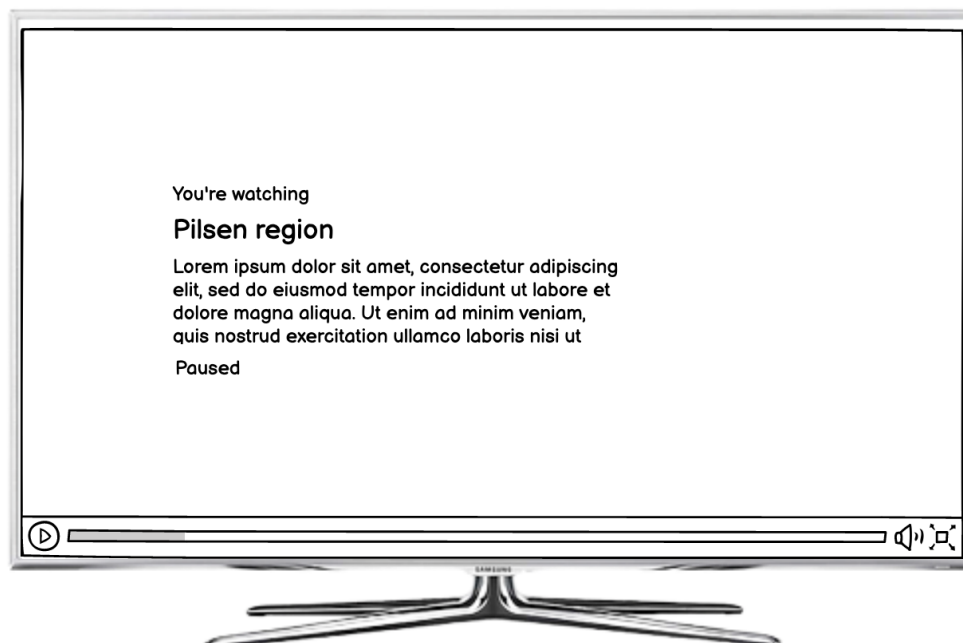 You're watching
Pilsen region
Lorem ipsum dolor sit amet, consectetur adipiscing
elit, sed do eiusmod tempor incididunt ut labore et
dolore magna aliqua. Ut enim ad minim veniam,
quis nostrud exercitation ullamco laboris nisi ut
Paused
SAMSUNG